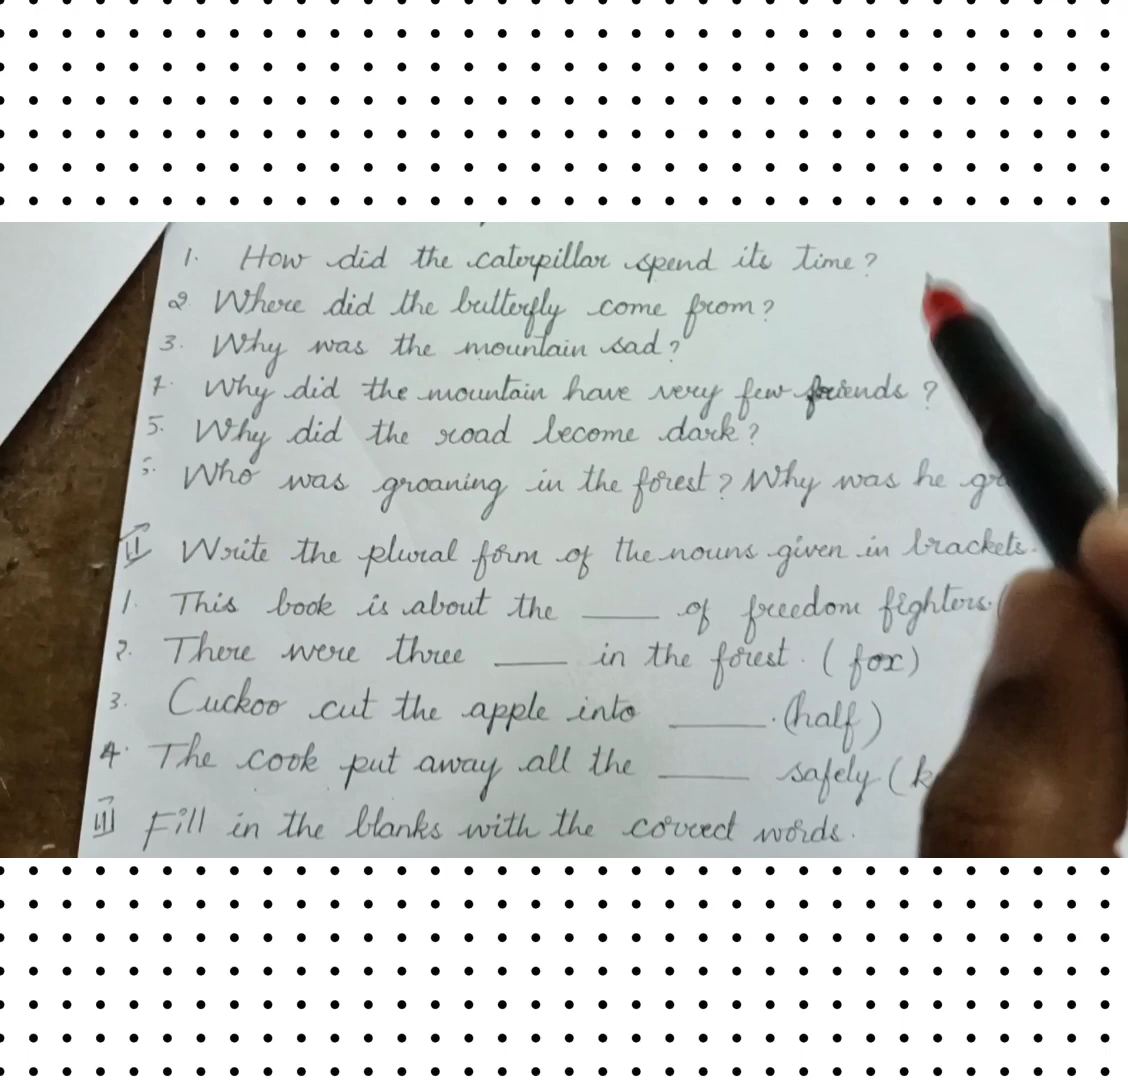 1. How did the caterpillar spend its time?
2. Where did the butterfly come from?
3. Why was the mountain sad?
4. Why did the mountain have very few friends?
5. Why did the road become dark?
Who was groaning in the forest? Why was he
II Write the plural form of the nouns given in brackets.
1. This book is about the ____ of freedom fighters. (
2. There were three ____ in the forest. (fox)
3. Cuckoo cut the apple into ____. (half)
4. The cook put away all the ____ safely (k
III Fill in the blanks with the correct words.